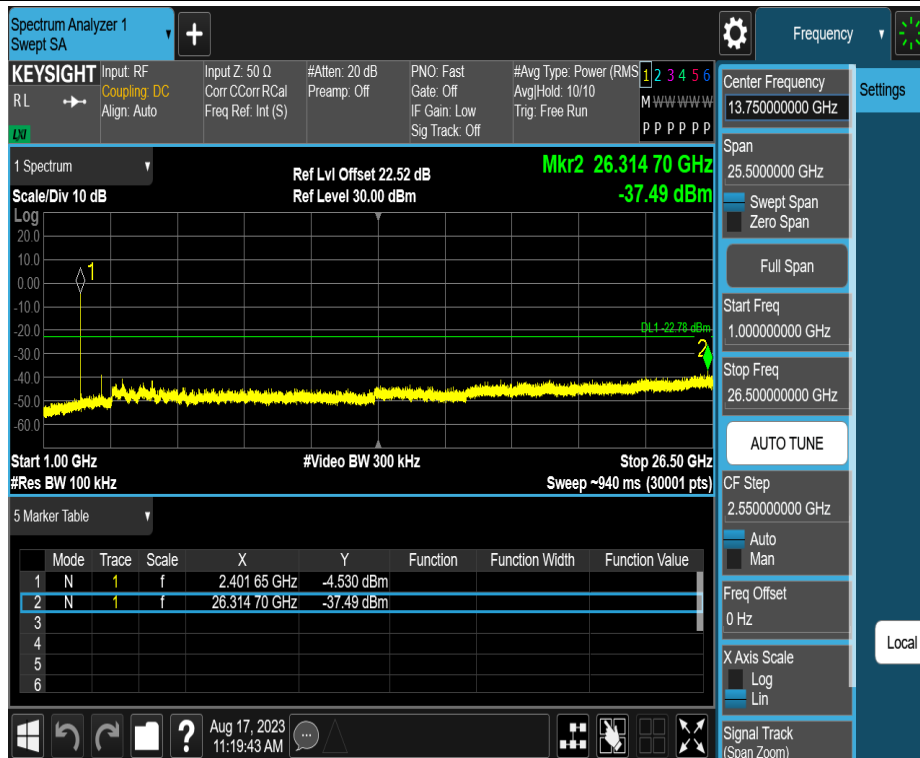 Spectrum Analyzer 1
Swept SA
+
Frequency
KEYSIGHT
RL
LXI
Input: RF
Coupling: DC
Align: Auto
Input Z: 50 Ω
Corr CCorr RCal
Freq Ref: Int (S)
#Atten: 20 dB
Preamp: Off
PNO: Fast
Gate: Off
IF Gain: Low
Sig Track: Off
#Avg Type: Power (RMS
Avg|Hold: 10/10
Trig: Free Run
1 2 3 4 5 6
M W W W W W
P P P P P P
1 Spectrum
Scale/Div 10 dB
Ref Lvl Offset 22.52 dB
Ref Level 30.00 dBm
Mkr2 26.314 70 GHz
-37.49 dBm
Log
20.0
10.0
0.00
-10.0
-20.0
-30.0
-40.0
-50.0
-60.0
1
DL1 -22.78 dBm
2
Start 1.00 GHz
#Video BW 300 kHz
Stop 26.50 GHz
#Res BW 100 kHz
Sweep ~940 ms (30001 pts)
5 Marker Table
Mode Trace Scale X Y Function Function Width Function Value
1 N 1 f 2.401 65 GHz -4.530 dBm
2 N 1 f 26.314 70 GHz -37.49 dBm
3
4
5
6
?
Aug 17, 2023
11:19:43 AM
Center Frequency
13.750000000 GHz
Span
25.5000000 GHz
Swept Span
Zero Span
Full Span
Start Freq
1.000000000 GHz
Stop Freq
26.500000000 GHz
AUTO TUNE
CF Step
2.550000000 GHz
Auto
Man
Freq Offset
0 Hz
X Axis Scale
Log
Lin
Signal Track
(Span Zoom)
Settings
Local